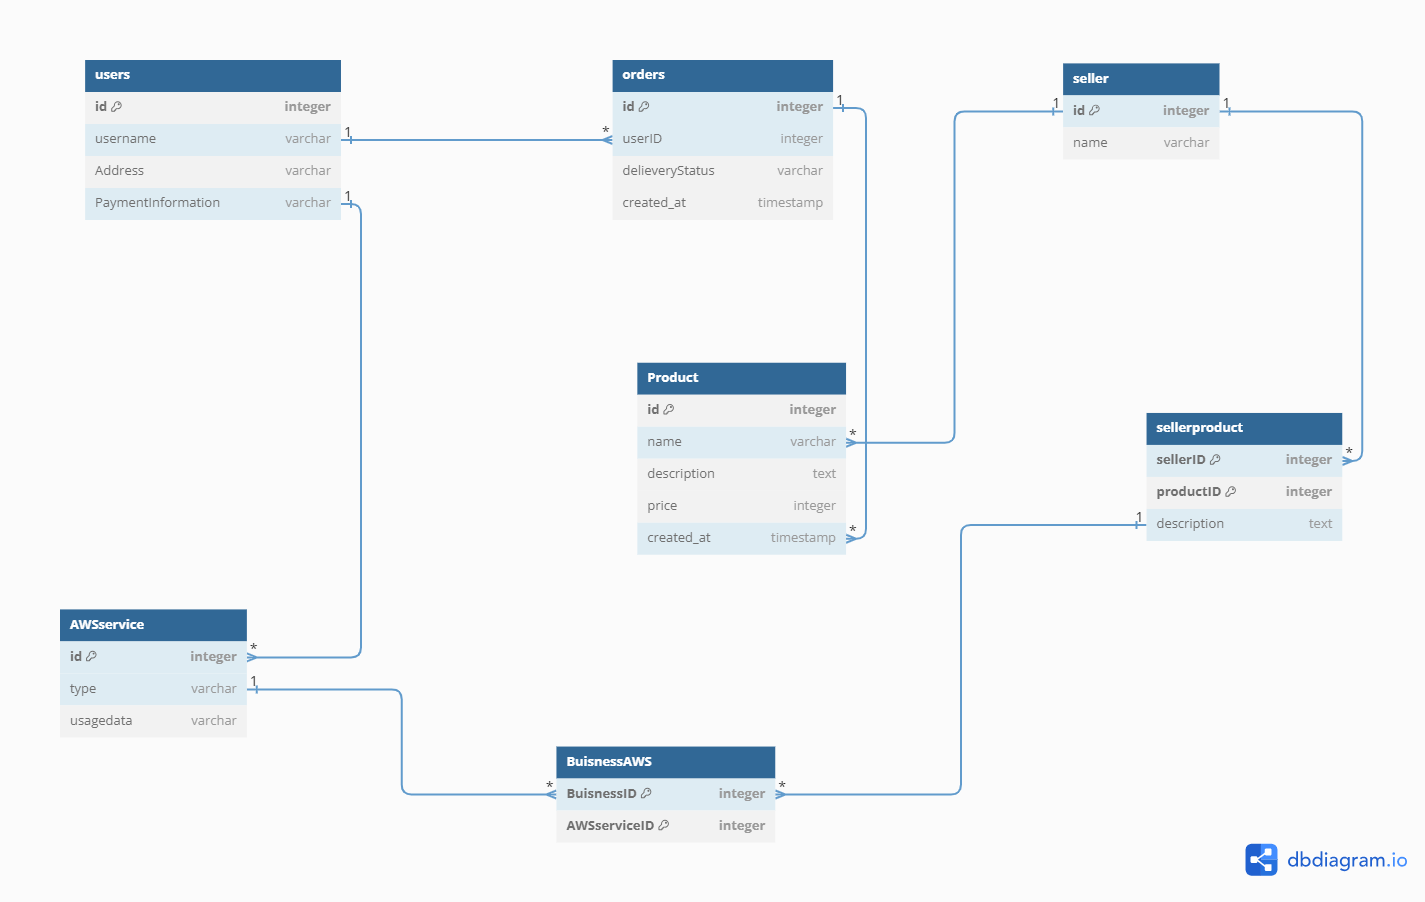 users
id integer
username varchar
Address varchar
PaymentInformation varchar
1
1
orders
id integer
userID integer
delieveryStatus varchar
created_at timestamp
*
1
seller
id integer
name varchar
1
1
Product
id integer
name varchar
description text
price integer
created_at timestamp
*
*
sellerproduct
sellerID integer
productID integer
description text
*
1
AWSservice
id integer
type varchar
usagedata varchar
*
1
BuisnessAWS
BuisnessID integer
AWSserviceID integer
*
*
dbdiagram.io